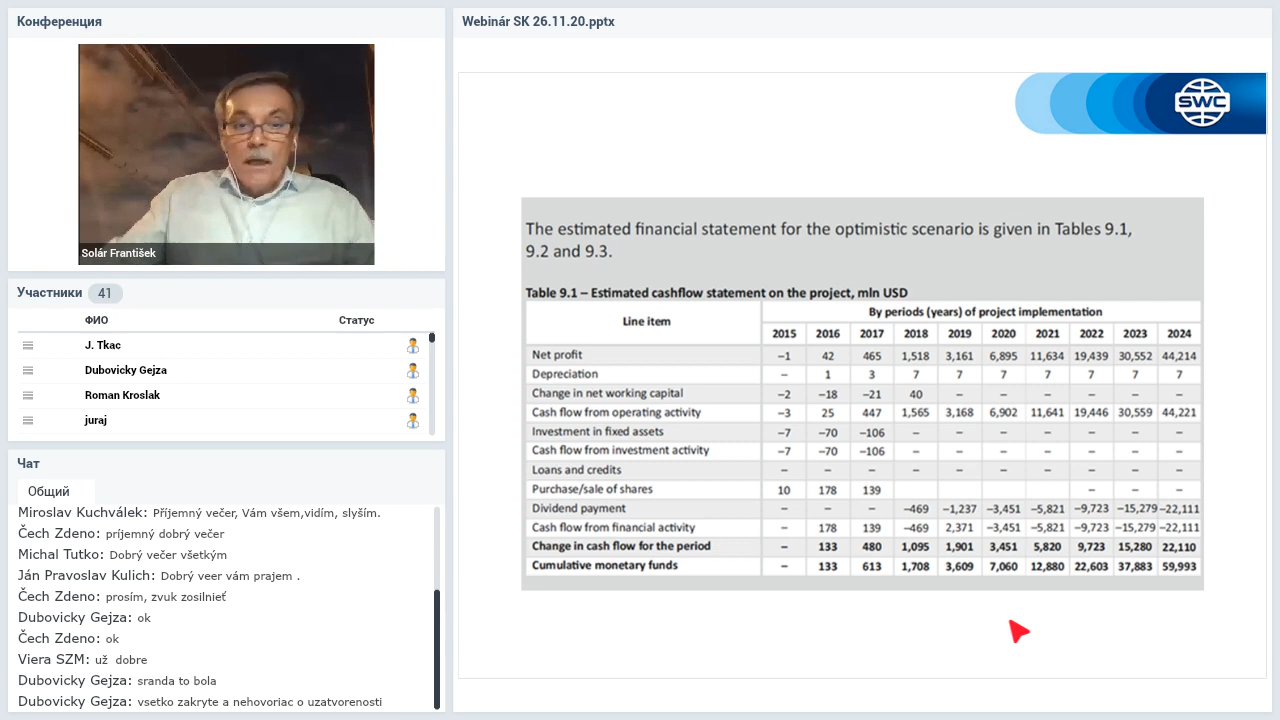 Конференция
Solár František
Участники 41
ФИО Статус
J. Tkac
Dubovicky Gejza
Roman Kroslak
juraj
Чат
Общий
Miroslav Kuchválek: Příjemný večer, Vám všem,vidím, slyším.
Čech Zdeno: príjemný dobrý večer
Michal Tutko: Dobrý večer všetkým
Ján Pravoslav Kulich: Dobrý veer vám prajem .
Čech Zdeno: prosím, zvuk zosilnieť
Dubovicky Gejza: ok
Čech Zdeno: ok
Viera SZM: už dobre
Dubovicky Gejza: sranda to bola
Dubovicky Gejza: vsetko zakryte a nehovoriac o uzatvorenosti
Webinár SK 26.11.20.pptx
SWC
The estimated financial statement for the optimistic scenario is given in Tables 9.1,
9.2 and 9.3.
Table 9.1 – Estimated cashflow statement on the project, mln USD
Line item By periods (years) of project implementation
2015 2016 2017 2018 2019 2020 2021 2022 2023 2024
Net profit –1 42 465 1,518 3,161 6,895 11,634 19,439 30,552 44,214
Depreciation – 1 3 7 7 7 7 7 7 7
Change in net working capital –2 –18 –21 40 – – – – – –
Cash flow from operating activity –3 25 447 1,565 3,168 6,902 11,641 19,446 30,559 44,221
Investment in fixed assets –7 –70 –106 – – – – – – –
Cash flow from investment activity –7 –70 –106 – – – – – – –
Loans and credits – – – – – – – – – –
Purchase/sale of shares 10 178 139 – – –
Dividend payment – – – –469 –1,237 –3,451 –5,821 –9,723 –15,279 –22,111
Cash flow from financial activity – 178 139 –469 2,371 –3,451 –5,821 –9,723 –15,279 –22,111
Change in cash flow for the period – 133 480 1,095 1,901 3,451 5,820 9,723 15,280 22,110
Cumulative monetary funds – 133 613 1,708 3,609 7,060 12,880 22,603 37,883 59,993